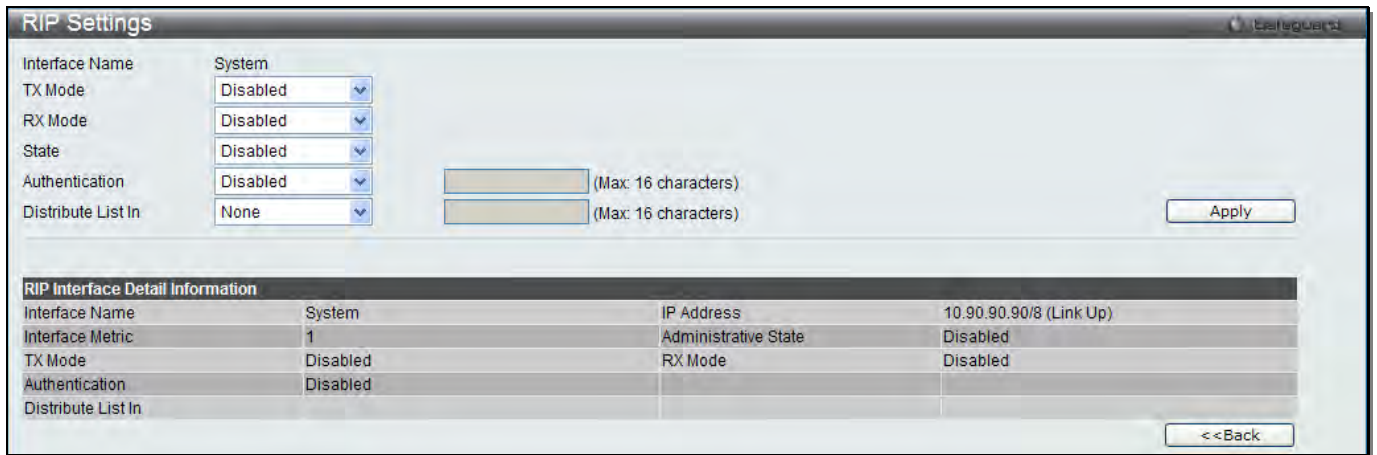 RIP Settings
Interface Name System
TX Mode Disabled
RX Mode Disabled
State Disabled
Authentication Disabled (Max: 16 characters)
Distribute List In None (Max: 16 characters) Apply
RIP Interface Detail Information
Interface Name System IP Address 10.90.90.90/8 (Link Up)
Interface Metric 1 Administrative State Disabled
TX Mode Disabled RX Mode Disabled
Authentication Disabled
Distribute List In
<<Back